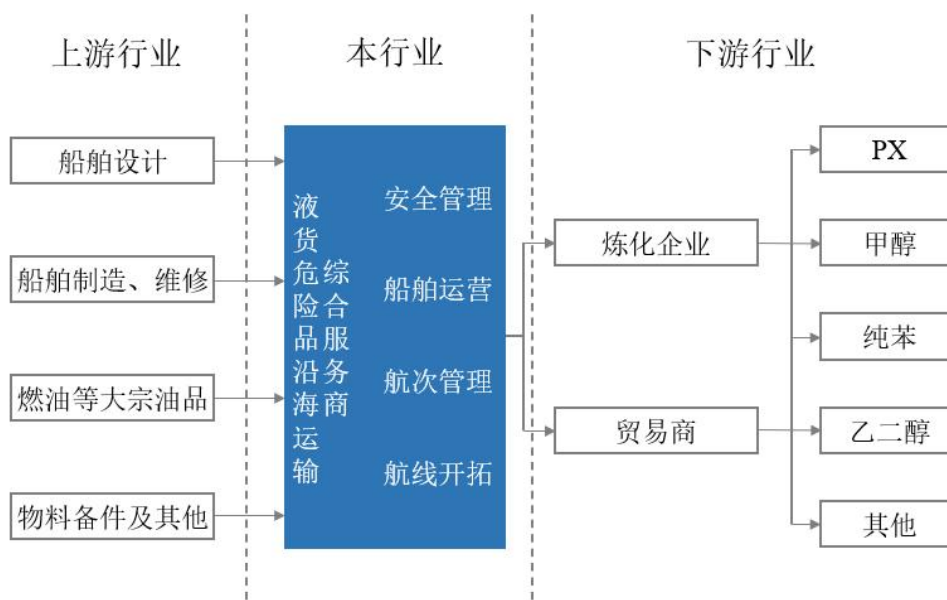 上游行业
本行业
下游行业
船舶设计
船舶制造、维修
燃油等大宗油品
物料备件及其他
液货危险品沿海运输
综合服务商
安全管理
船舶运营
航次管理
航线开拓
炼化企业
贸易商
PX
甲醇
纯苯
乙二醇
其他